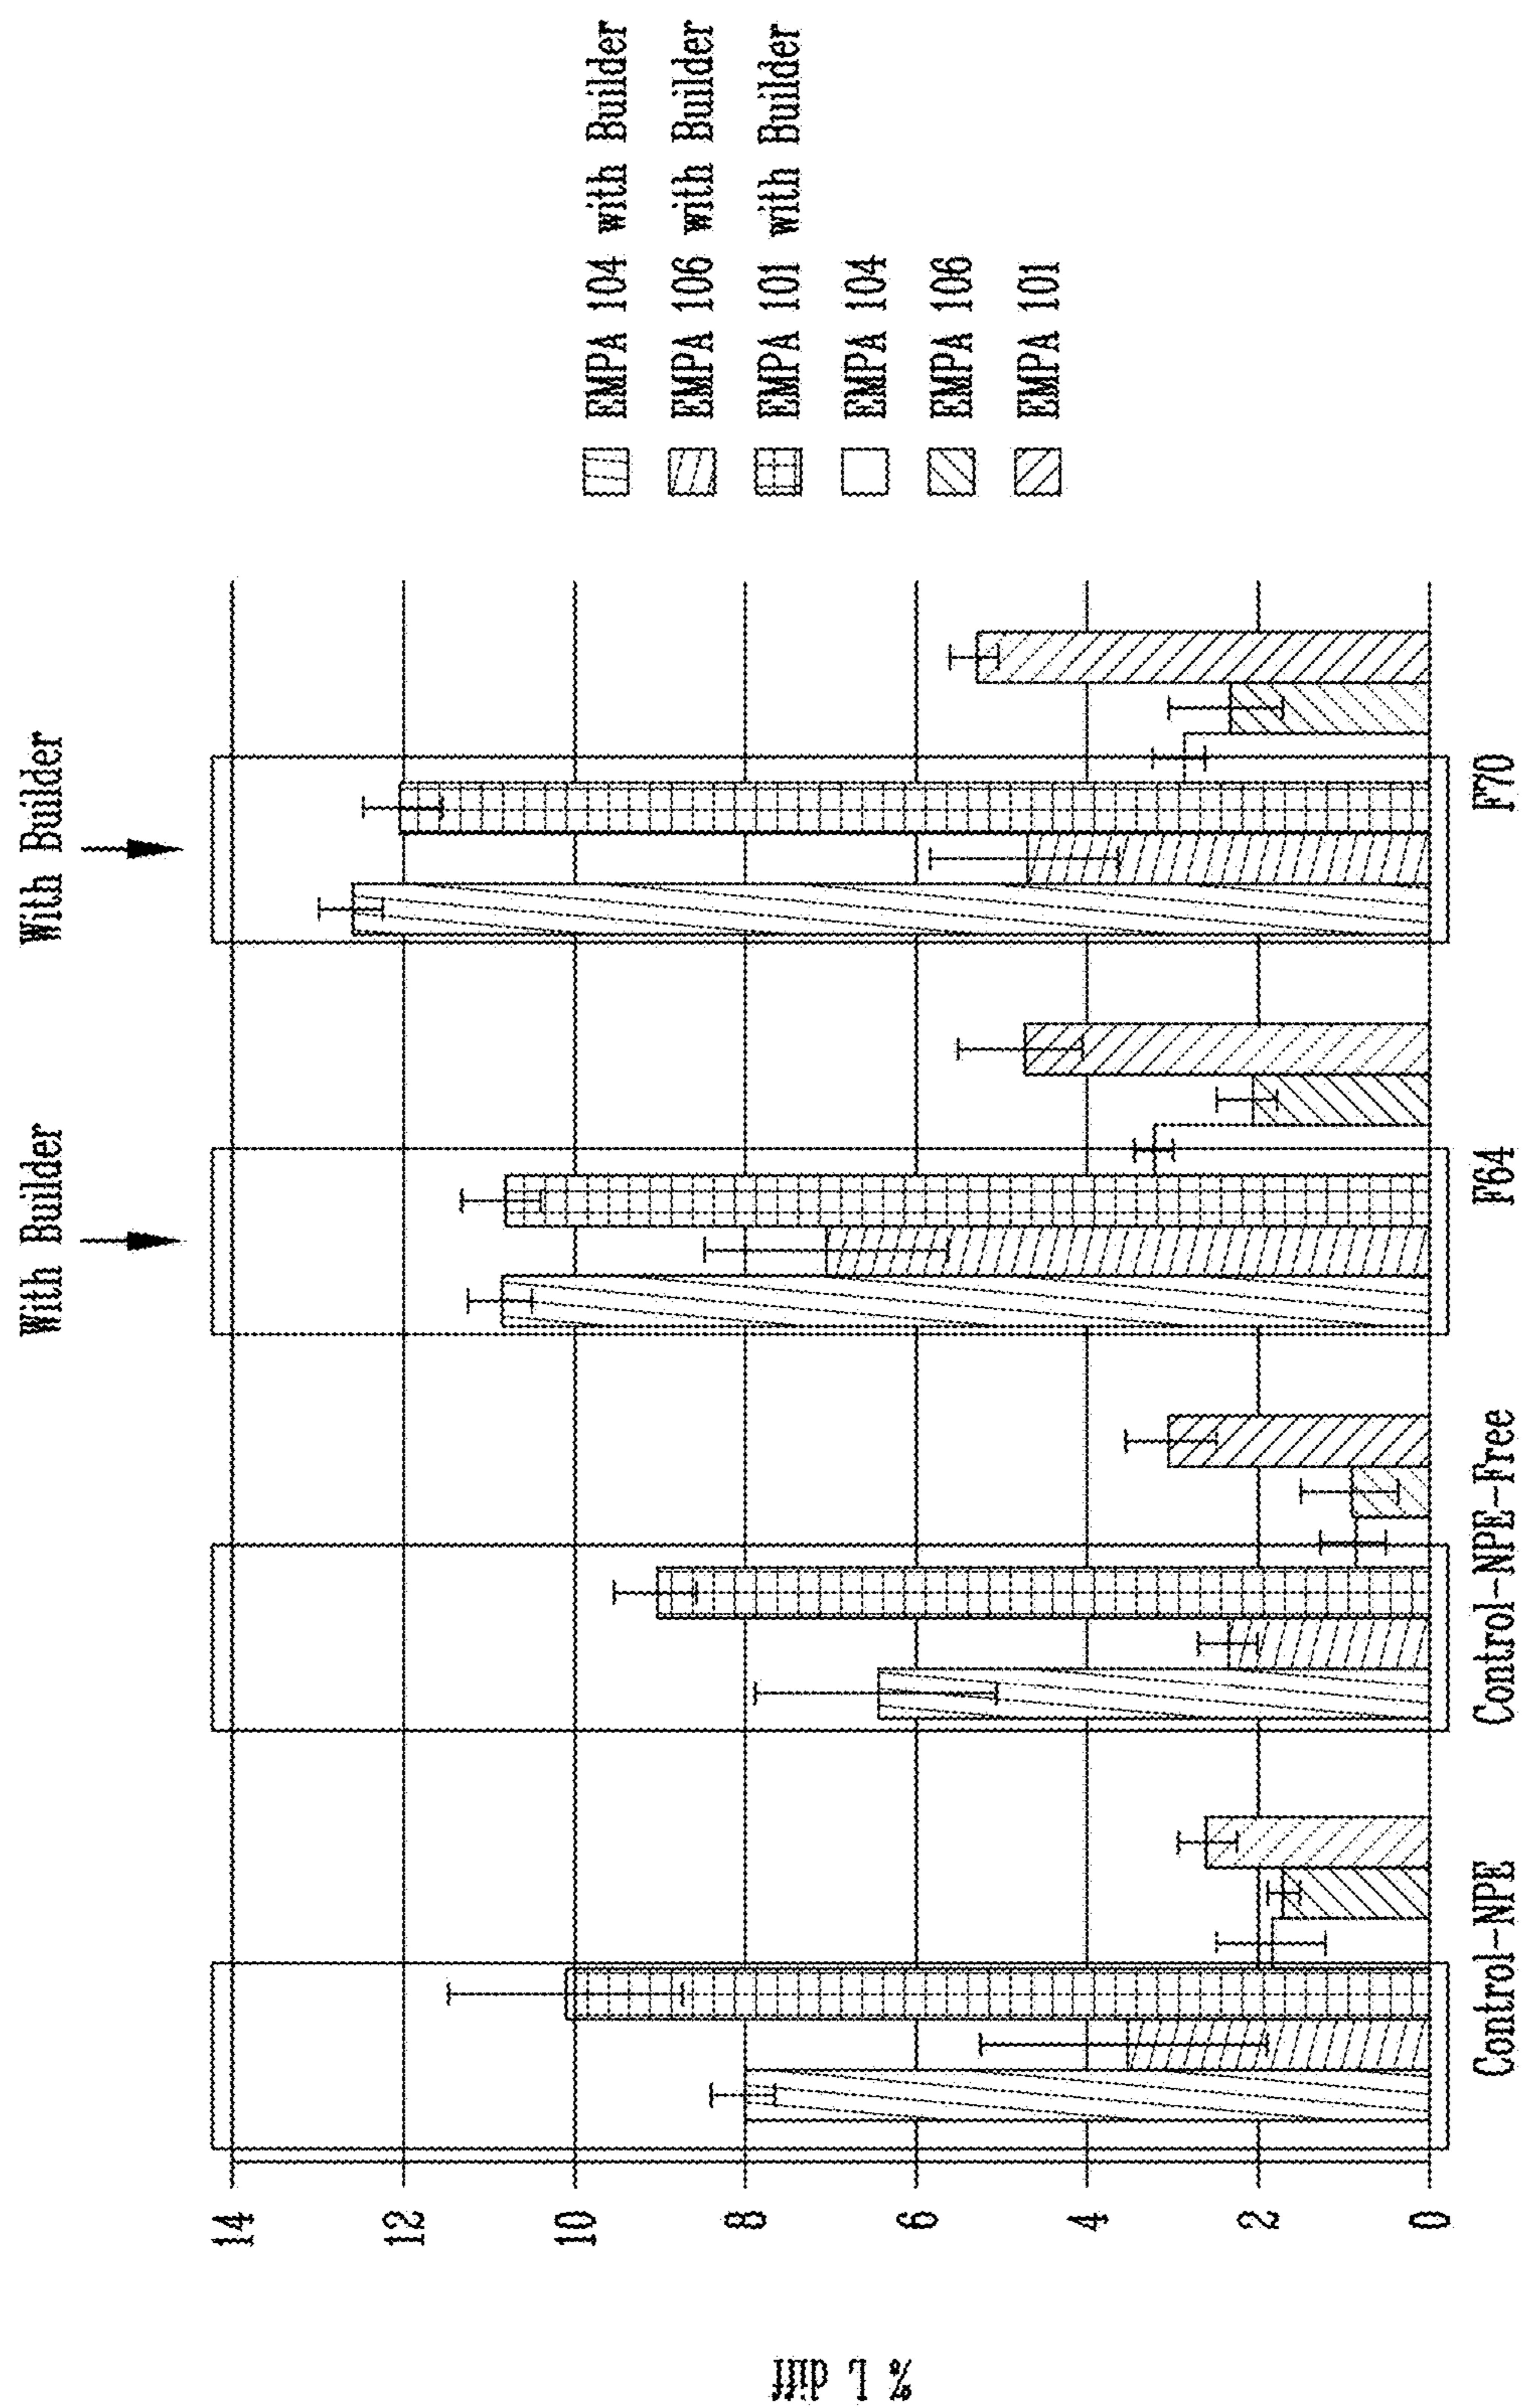 With Builder
With Builder
% L diff
14
12
10
8
6
4
2
0
Control-NPE
Control-NPE-Free
F64
F70
EMPA 104 with Builder
EMPA 106 with Builder
EMPA 101 with Builder
EMPA 104
EMPA 106
EMPA 101